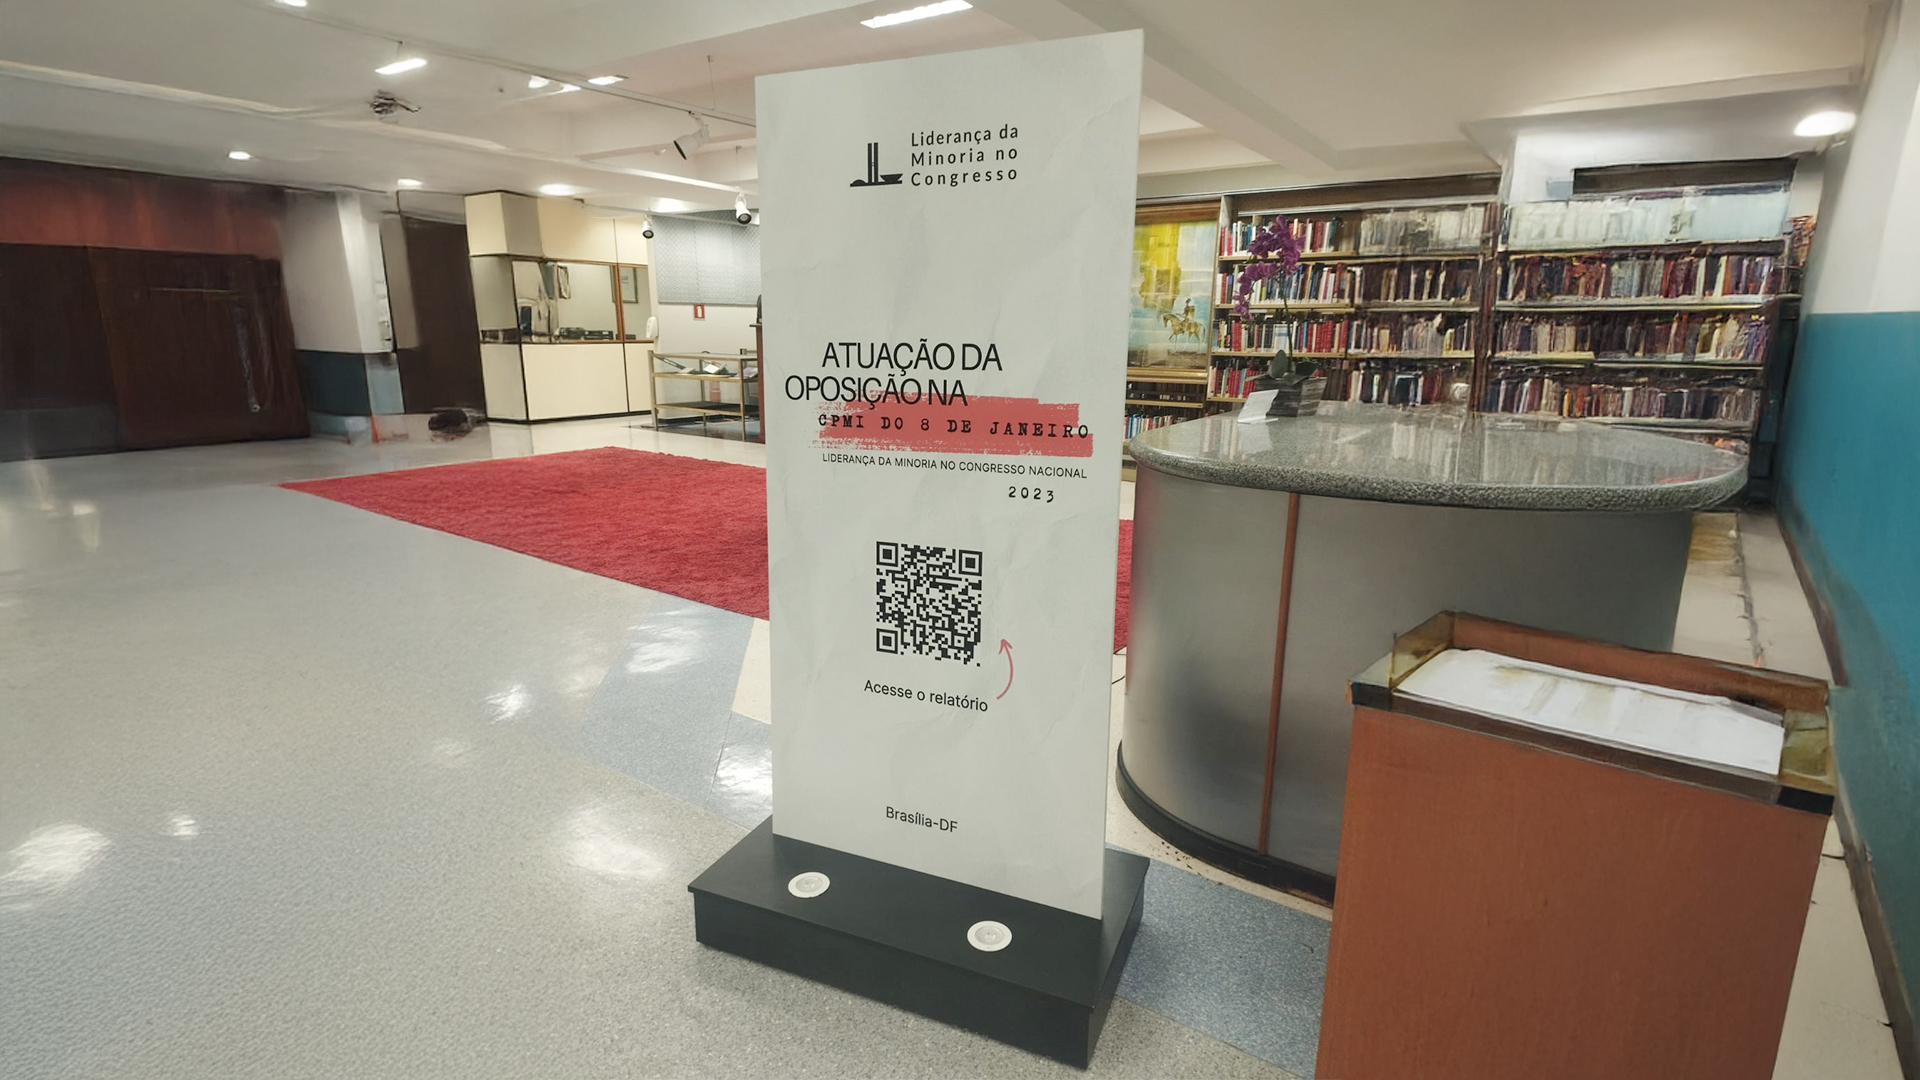 Liderança da
Minoria no
Congresso
ATUAÇÃO DA
OPOSIÇÃO NA
CPMI DO 8 DE JANEIRO
LIDERANÇA DA MINORIA NO CONGRESSO NACIONAL
2023
Acesse o relatório
Brasília-DF